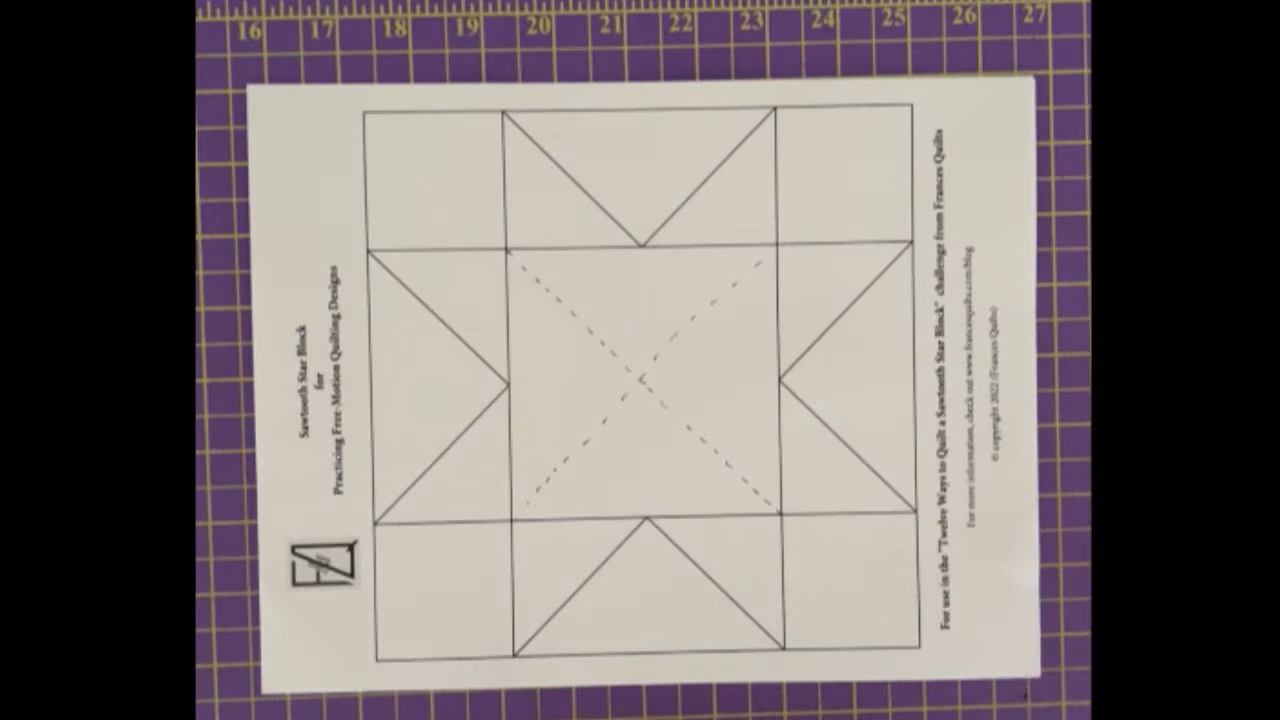 16 17 18 19 20 21 22 23 24 25 26 27
Sawtooth Star Block
for
Practicing Free-Motion Quilting Designs
FQ
For use in the "Twelve Ways to Quilt a Sawtooth Star Block" challenge from Frances Quilts
For more information, check out www.francesquilts.com/blog
© copyright 2022 (Frances Quilts)